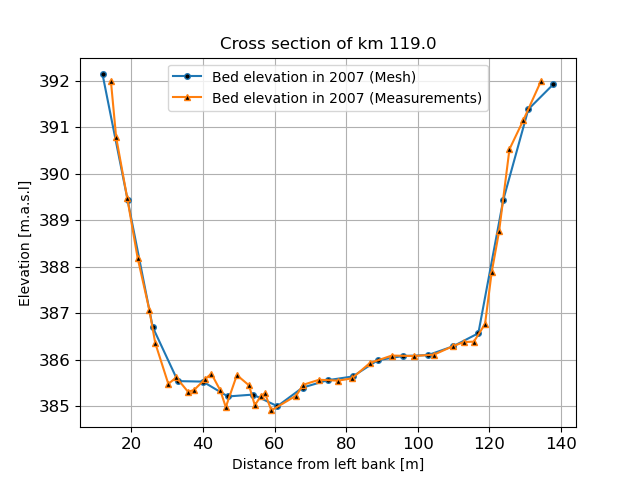 Cross section of km 119.0
Bed elevation in 2007 (Mesh)
Bed elevation in 2007 (Measurements)
Elevation [m.a.s.l]
392
391
390
389
388
387
386
385
20 40 60 80 100 120 140
Distance from left bank [m]